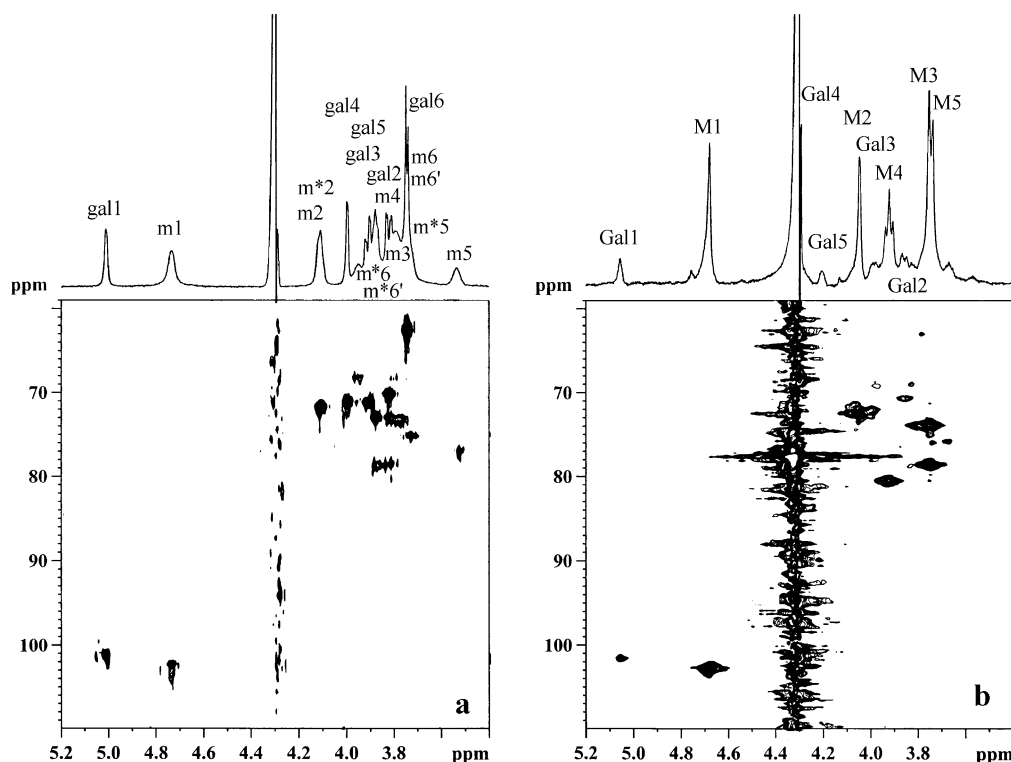 gal4
gal5
gal3
gal6
m*2
m2
gal2
m4
m6
m6'
gal1
m1
m*5
m3
m5
m*6
m*6'
ppm
70
80
90
100
a
5.2 5.0 4.8 4.6 4.4 4.2 4.0 3.8 ppm
M3
M5
Gal4
M2
Gal3
M4
M1
Gal1
Gal5
Gal2
ppm
70
80
90
100
b
5.2 5.0 4.8 4.6 4.4 4.2 4.0 3.8 ppm